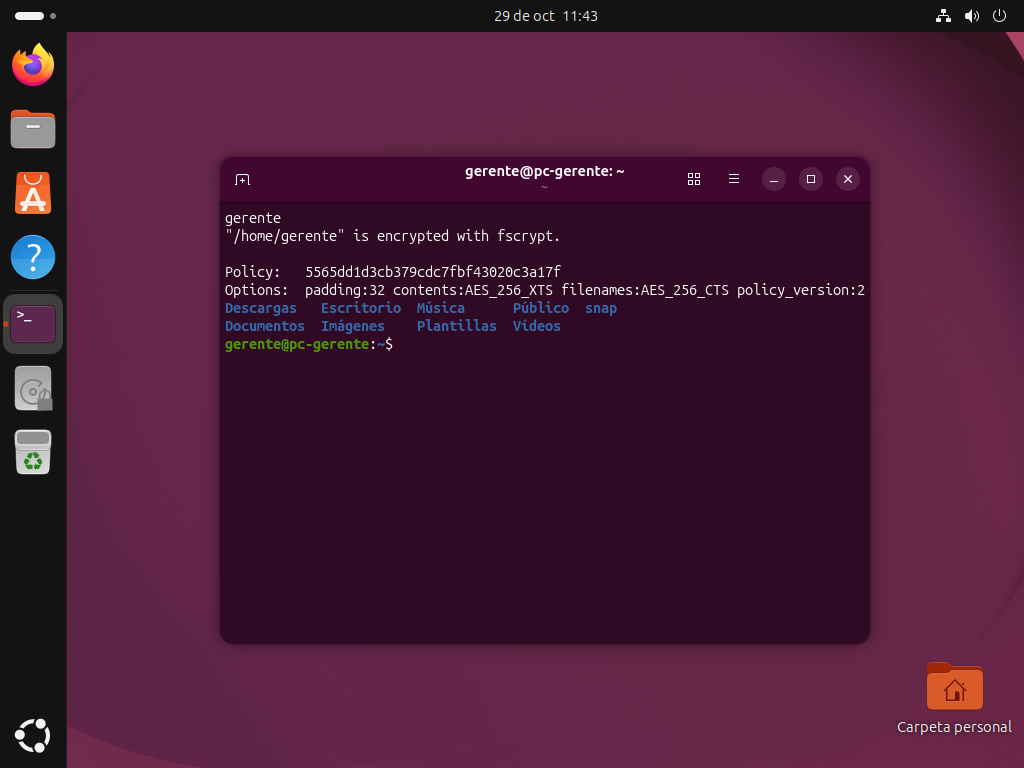 29 de oct 11:43
gerente@pc-gerente: ~
~
gerente
"/home/gerente" is encrypted with fscrypt.
Policy:   5565dd1d3cb379cdc7fbf43020c3a17f
Options:  padding:32 contents:AES_256_XTS filenames:AES_256_CTS policy_version:2
Descargas   Escritorio  Música      Público  snap
Documentos  Imágenes    Plantillas  Vídeos
gerente@pc-gerente:~$
>_
Carpeta personal